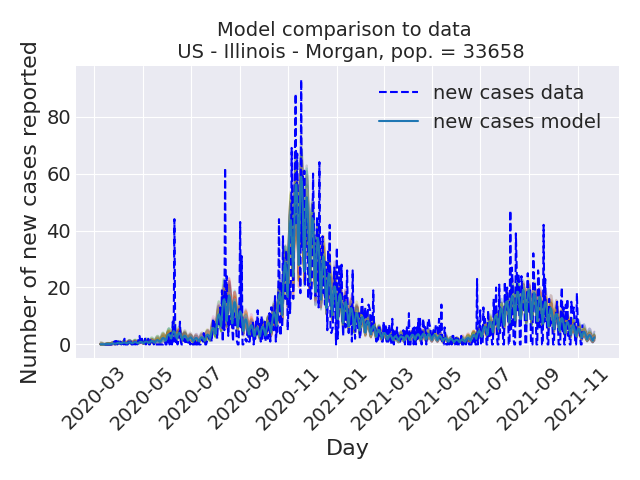 Model comparison to data
US - Illinois - Morgan, pop. = 33658
new cases data
new cases model
Number of new cases reported
80
60
40
20
0
2020-03
2020-05
2020-07
2020-09
2020-11
2021-01
2021-03
2021-05
2021-07
2021-09
2021-11
Day